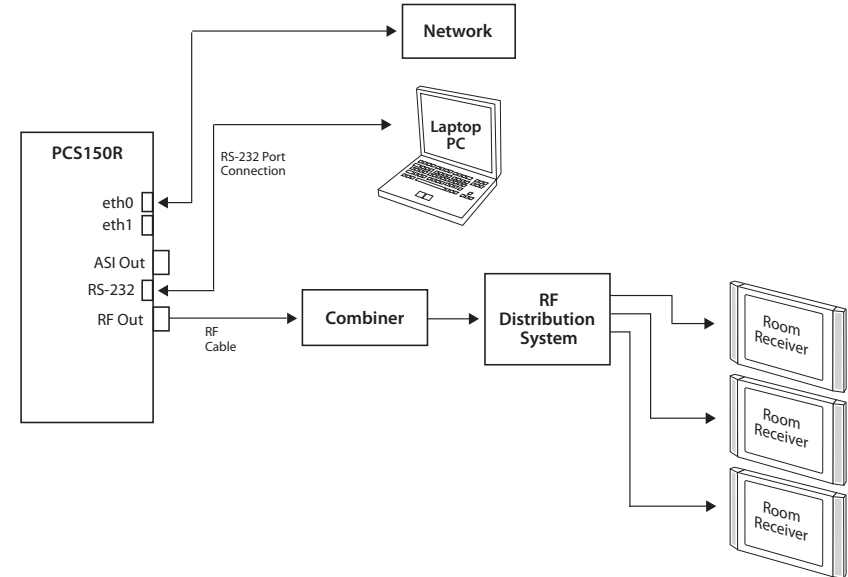 Network
Laptop
PC
PCS150R
RS-232 Port
Connection
eth0
eth1
ASI Out
RS-232
RF Out
RF
Cable
Combiner
RF
Distribution
System
Room
Receiver
Room
Receiver
Room
Receiver